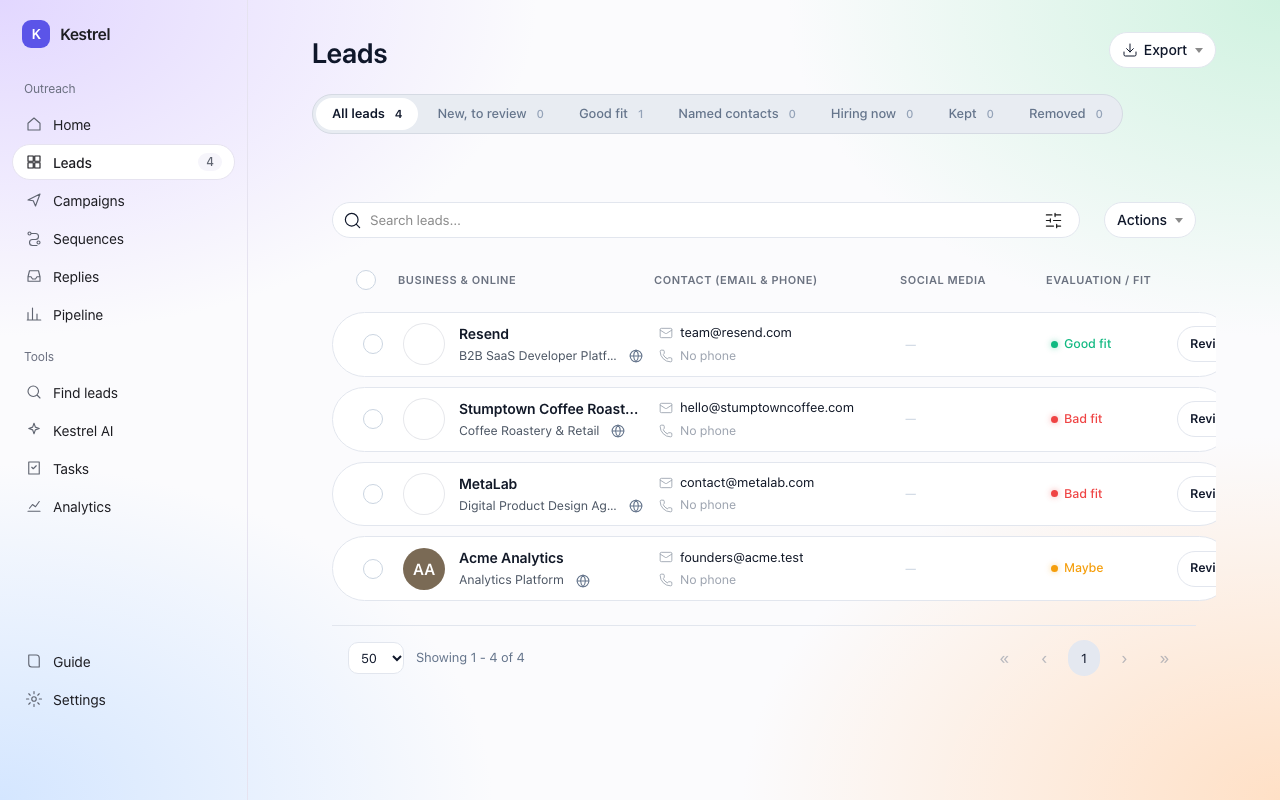 K Kestrel
Outreach
Home
Leads 4
Campaigns
Sequences
Replies
Pipeline
Tools
Find leads
Kestrel AI
Tasks
Analytics
Guide
Settings
Leads
Export
All leads 4 New, to review 0 Good fit 1 Named contacts 0 Hiring now 0 Kept 0 Removed 0
Search leads...
Actions
BUSINESS & ONLINE CONTACT (EMAIL & PHONE) SOCIAL MEDIA EVALUATION / FIT
Resend team@resend.com — Good fit Revi
B2B SaaS Developer Platf... No phone
Stumptown Coffee Roast... hello@stumptowncoffee.com — Bad fit Revi
Coffee Roastery & Retail No phone
MetaLab contact@metalab.com — Bad fit Revi
Digital Product Design Ag... No phone
AA Acme Analytics founders@acme.test — Maybe Revi
Analytics Platform No phone
50 Showing 1 - 4 of 4 « ‹ 1 › »